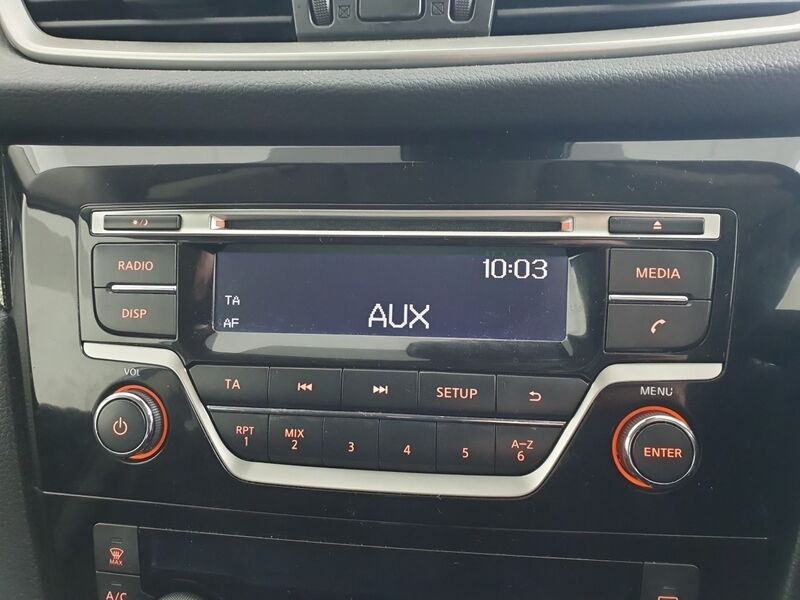 10:03
RADIO
MEDIA
TA
DISP
AF
AUX
VOL
MENU
TA
SETUP
RPT
1
MIX
2
3
4
5
A-Z
6
ENTER
MAX
A/C